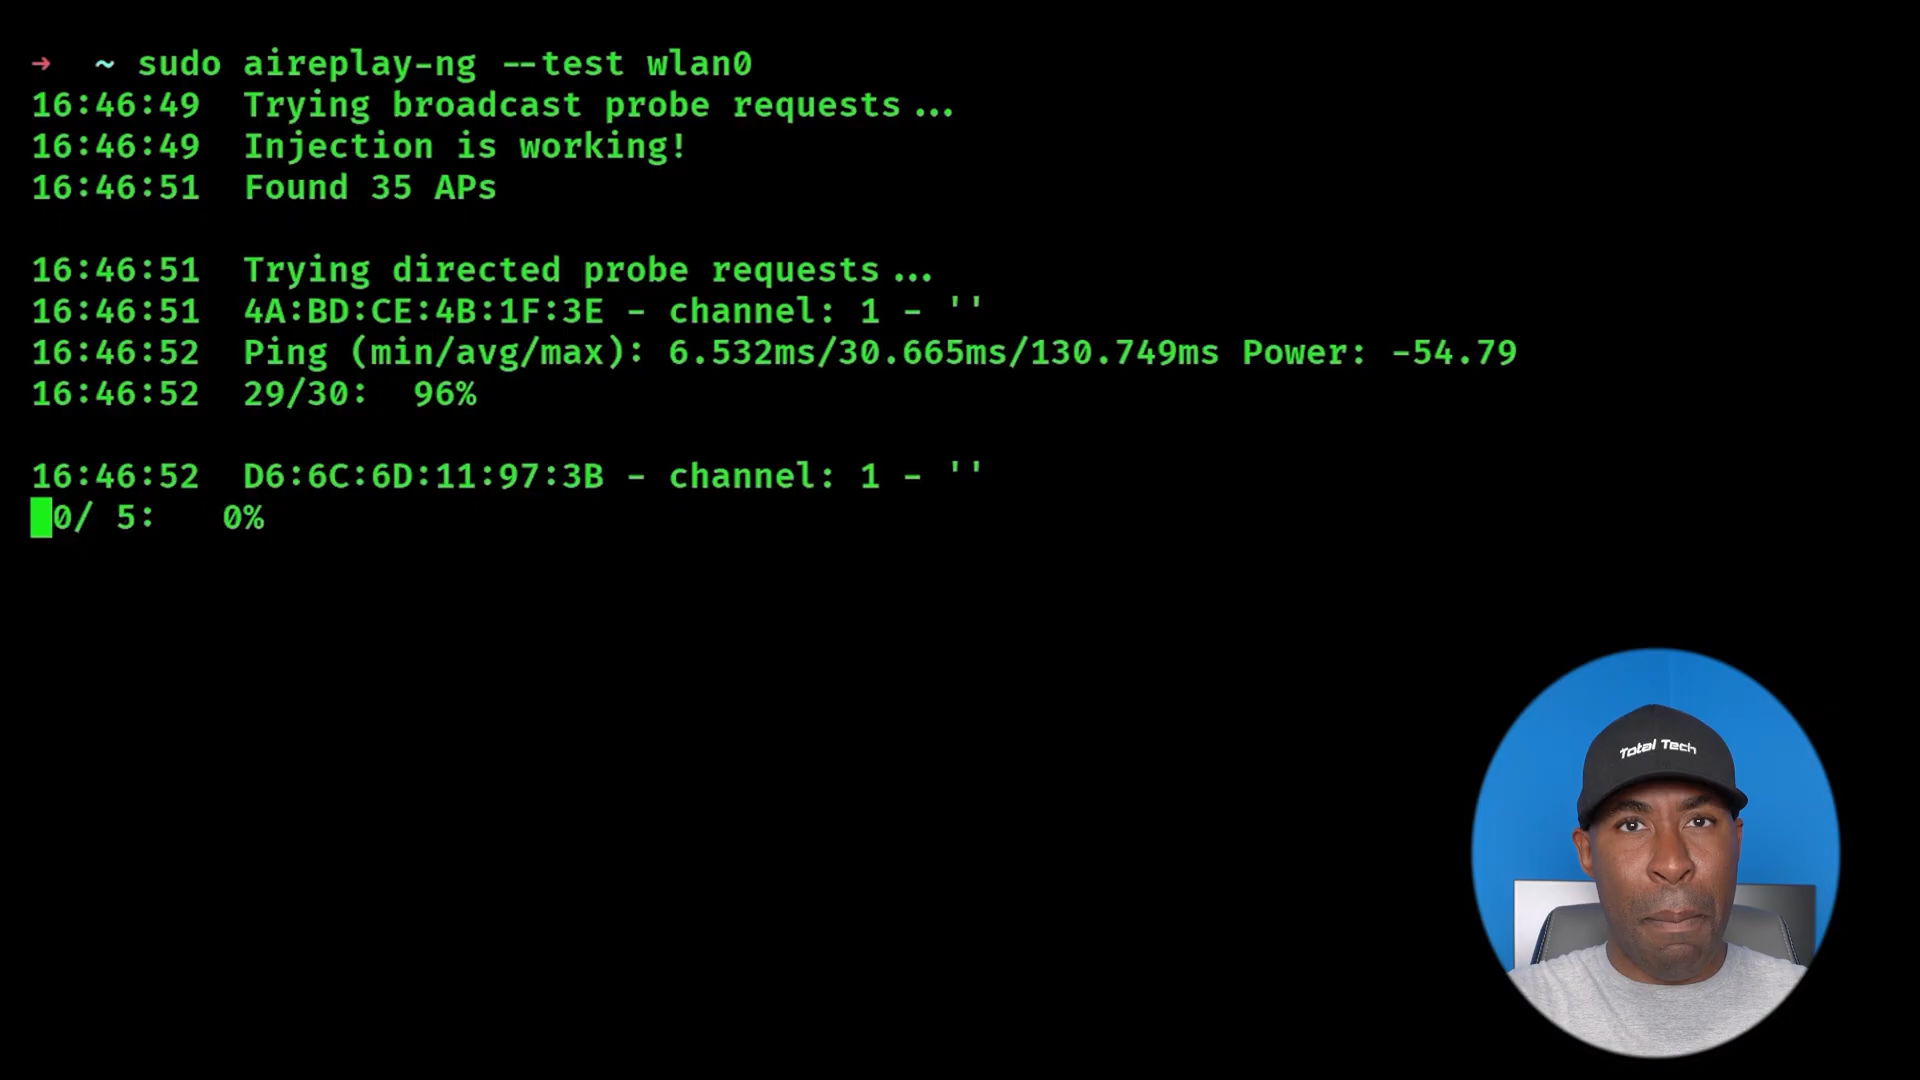 → ~ sudo aireplay-ng --test wlan0
16:46:49 Trying broadcast probe requests...
16:46:49 Injection is working!
16:46:51 Found 35 APs
16:46:51 Trying directed probe requests...
16:46:51 4A:BD:CE:4B:1F:3E - channel: 1 - ''
16:46:52 Ping (min/avg/max): 6.532ms/30.665ms/130.749ms Power: -54.79
16:46:52 29/30: 96%
16:46:52 D6:6C:6D:11:97:3B - channel: 1 - ''
0/ 5: 0%
Total Tech